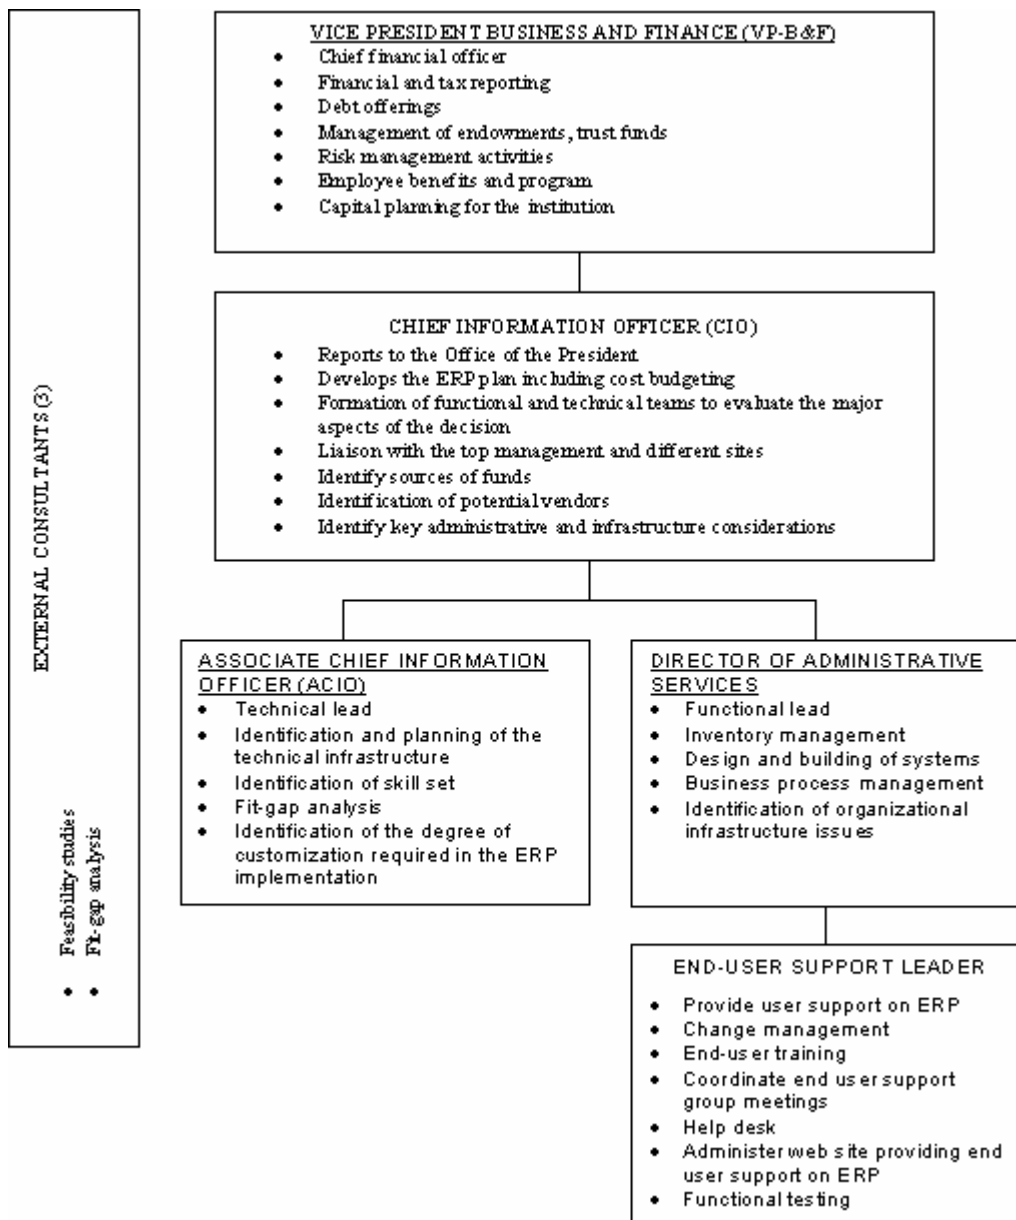 VICE PRESIDENT BUSINESS AND FINANCE (VP-B&F)
• Chief financial officer
• Financial and tax reporting
• Debt offerings
• Management of endowments, trust funds
• Risk management activities
• Employee benefits and program
• Capital planning for the institution
CHIEF INFORMATION OFFICER (CIO)
• Reports to the Office of the President
• Develops the ERP plan including cost budgeting
• Formation of functional and technical teams to evaluate the major
aspects of the decision
• Liaison with the top management and different sites
• Identify sources of funds
• Identification of potential vendors
• Identify key administrative and infrastructure considerations
EXTERNAL CONSULTANTS (3)
• Feasibility studies
• Fit-gap analysis
ASSOCIATE CHIEF INFORMATION
OFFICER (ACIO)
• Technical lead
• Identification and planning of the
technical infrastructure
• Identification of skill set
• Fit-gap analysis
• Identification of the degree of
customization required in the ERP
implementation
DIRECTOR OF ADMINISTRATIVE
SERVICES
• Functional lead
• Inventory management
• Design and building of systems
• Business process management
• Identification of organizational
infrastructure issues
END-USER SUPPORT LEADER
• Provide user support on ERP
• Change management
• End-user training
• Coordinate end user support
group meetings
• Help desk
• Administer web site providing end
user support on ERP
• Functional testing